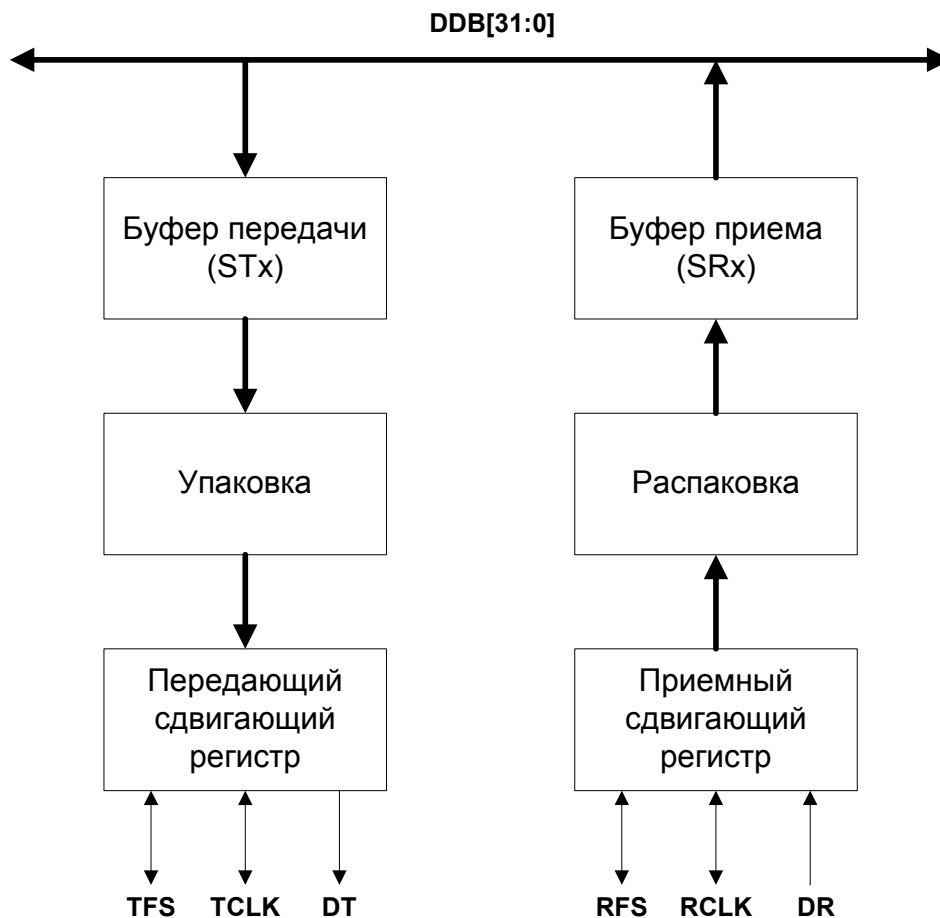 DDB[31:0]
Буфер передачи
(STx)
Буфер приема
(SRx)
Упаковка
Распаковка
Передающий
сдвигающий
регистр
Приемный
сдвигающий
регистр
TFS TCLK DT
RFS RCLK DR